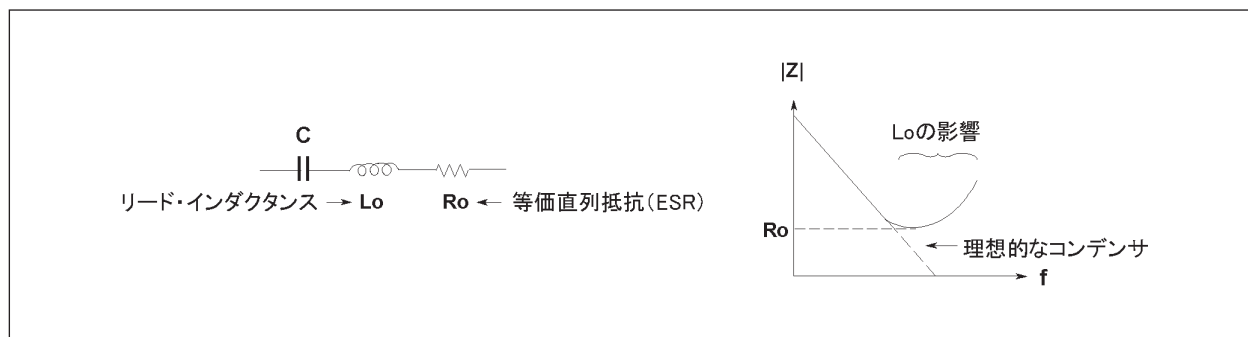 C
リード・インダクタンス → Lo
Ro ← 等価直列抵抗(ESR)
|Z|
Loの影響
Ro
← 理想的なコンデンサ
f